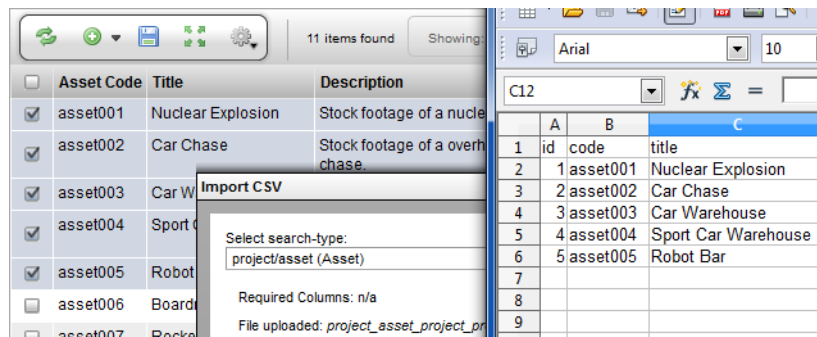 11 items found
Showing:
Asset Code Title Description
asset001 Nuclear Explosion Stock footage of a nucle
asset002 Car Chase Stock footage of a overh
chase.
asset003 Car W
asset004 Sport
asset005 Robot
asset006 Board
asset007 Rocke
Import CSV
Select search-type:
project/asset (Asset)
Required Columns: n/a
File uploaded: project_asset_project_pr
PDF
Arial 10
C12
A B C
1 id code title
2 1 asset001 Nuclear Explosion
3 2 asset002 Car Chase
4 3 asset003 Car Warehouse
5 4 asset004 Sport Car Warehouse
6 5 asset005 Robot Bar
7
8
9